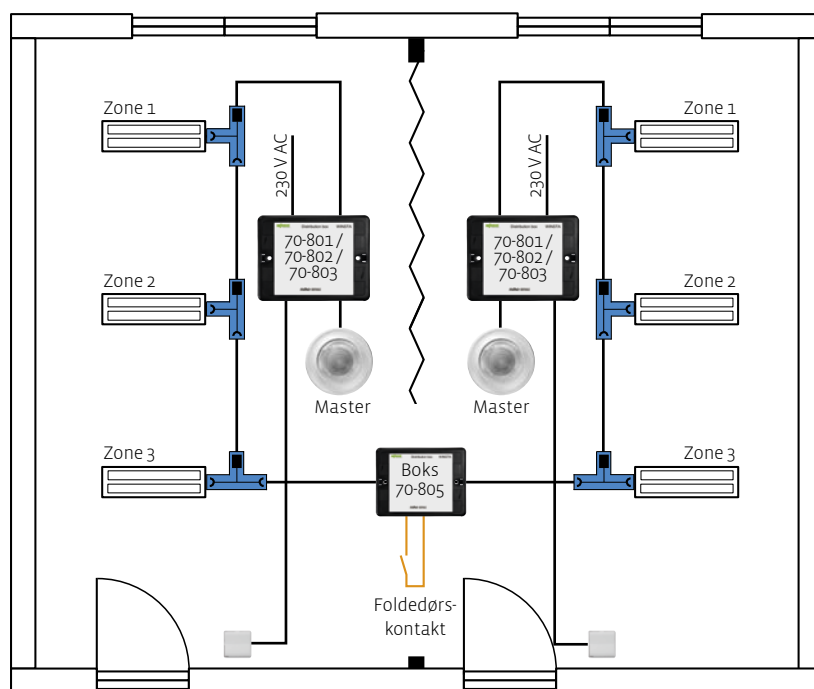 Zone 1
Zone 1
230 V AC
230 V AC
70-801 /
70-802 /
70-803
70-801 /
70-802 /
70-803
Zone 2
Zone 2
Master
Master
Zone 3
Zone 3
Boks
70-805
Foldedørs-
kontakt